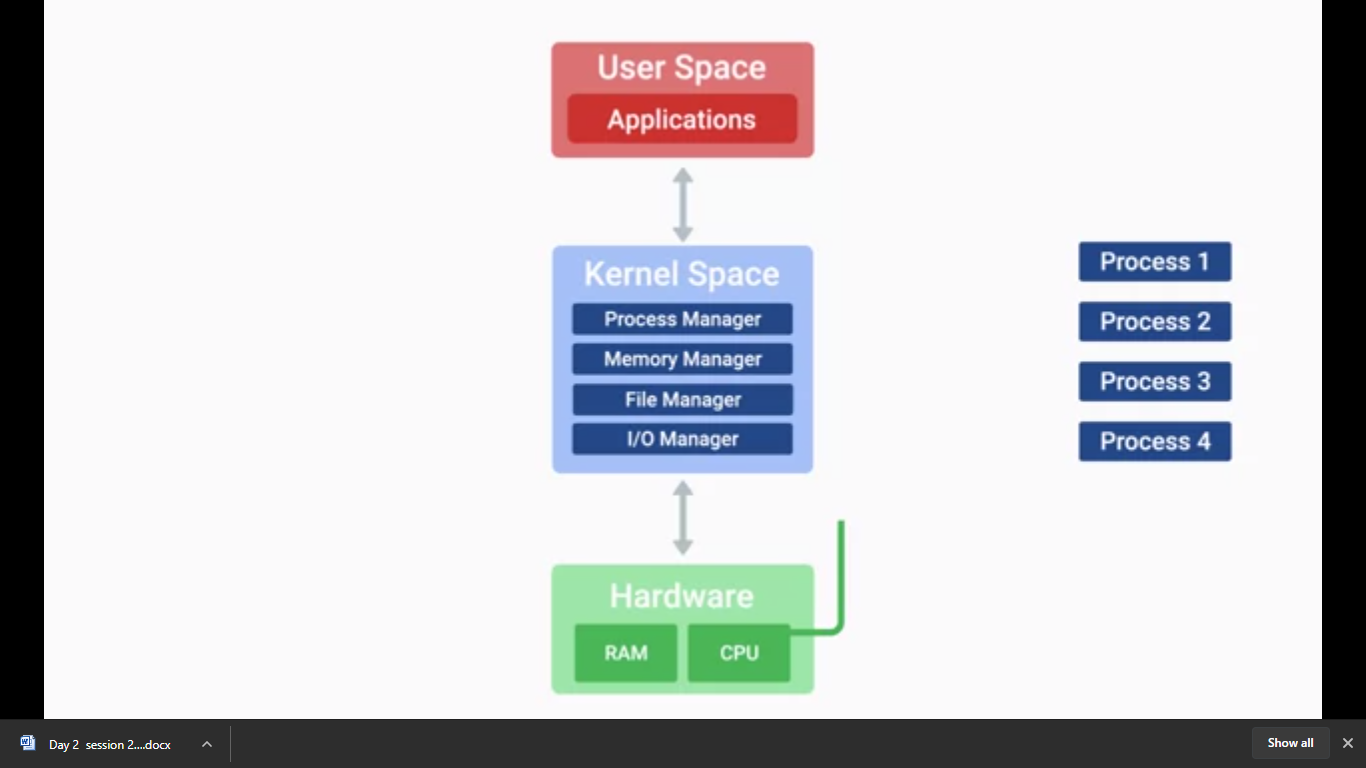 User Space
Applications
Kernel Space
Process Manager
Memory Manager
File Manager
I/O Manager
Process 1
Process 2
Process 3
Process 4
Hardware
RAM CPU
Day 2 session 2....docx
Show all